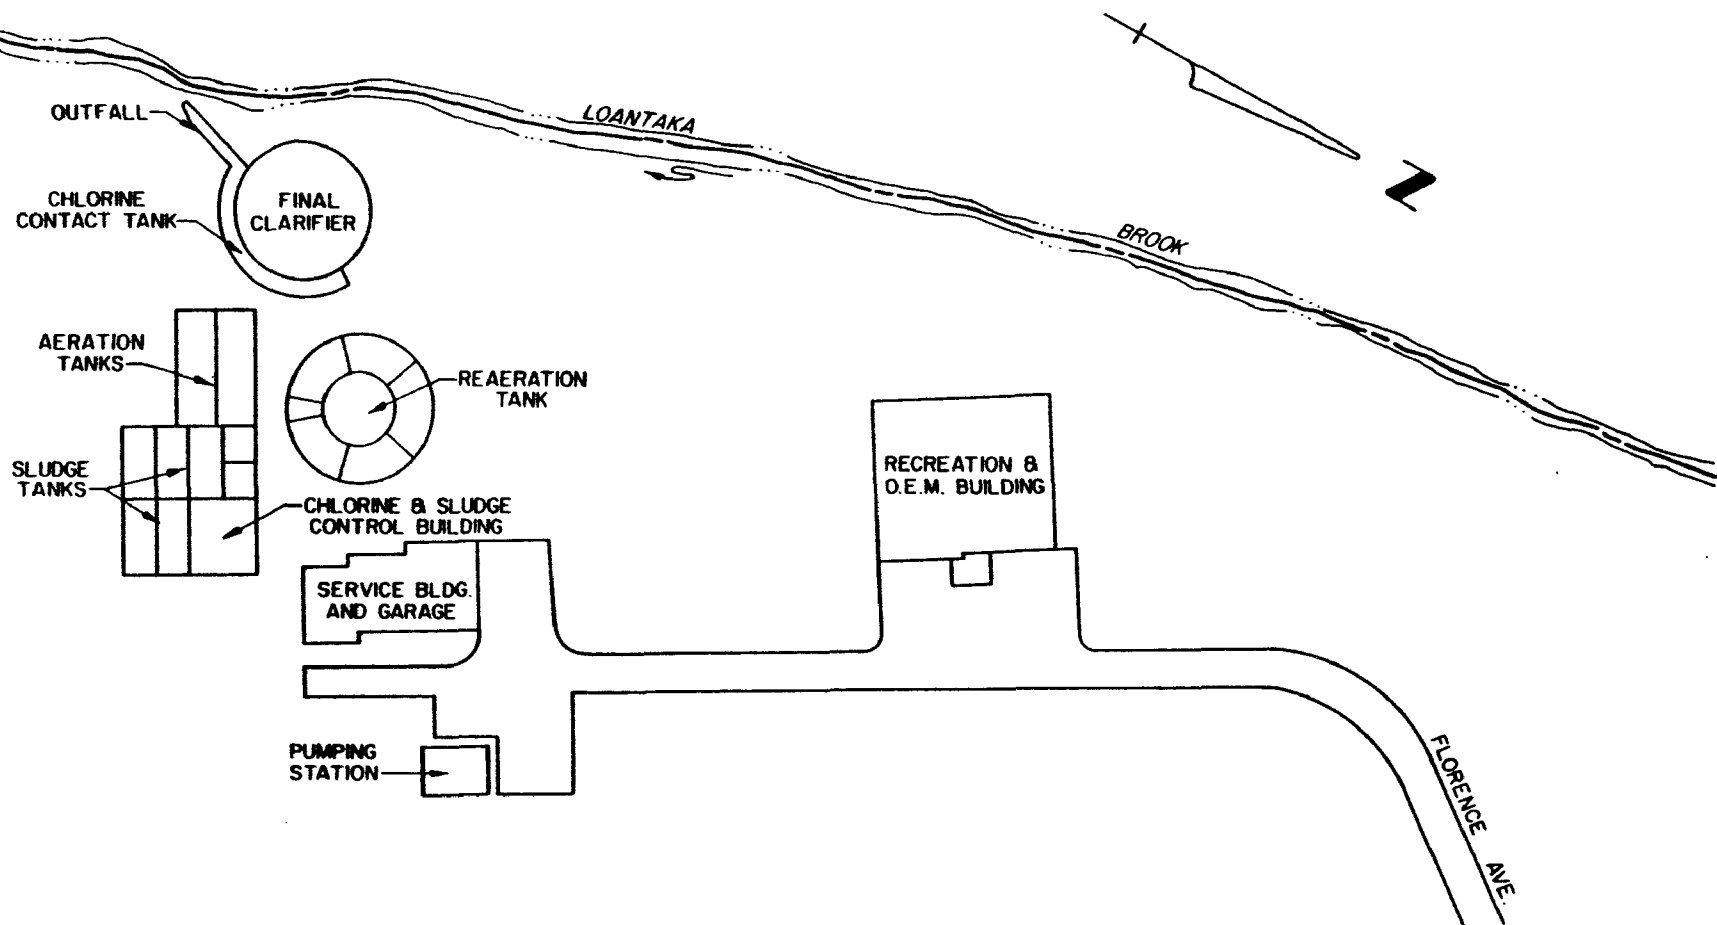 OUTFALL
LOANTAKA
N
CHLORINE
CONTACT TANK
FINAL
CLARIFIER
BROOK
AERATION
TANKS
REAERATION
TANK
SLUDGE
TANKS
RECREATION &
O.E.M. BUILDING
CHLORINE & SLUDGE
CONTROL BUILDING
SERVICE BLDG.
AND GARAGE
PUMPING
STATION
FLORENCE AVE.